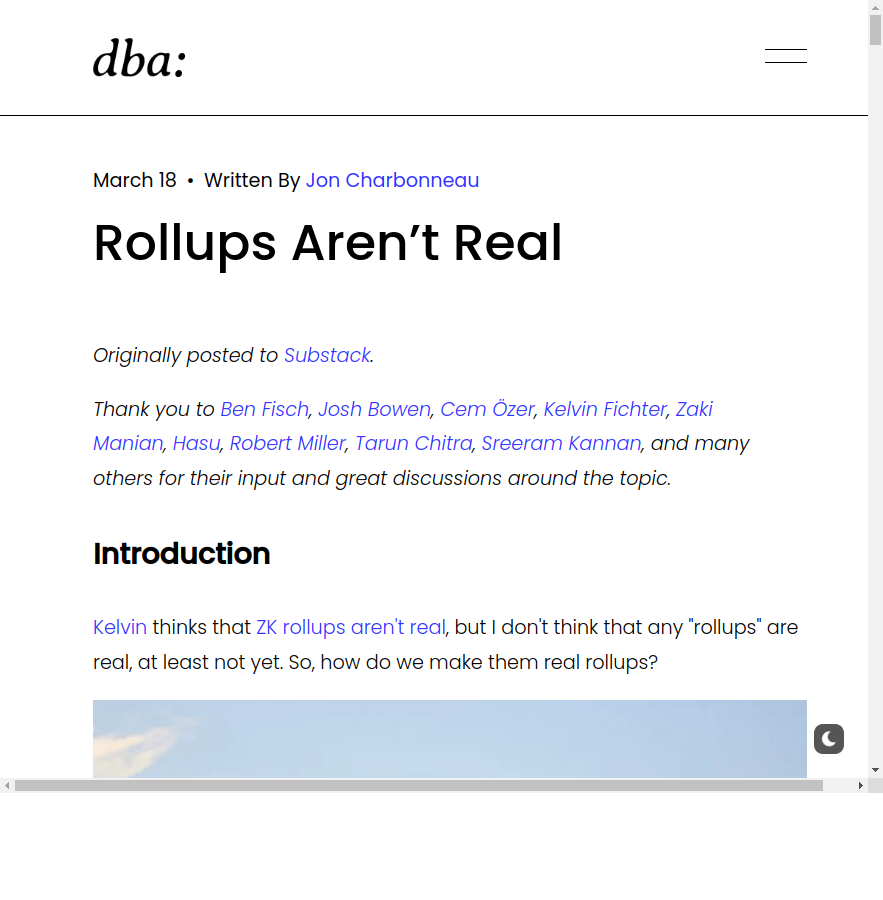 dba:
March 18 • Written By Jon Charbonneau
Rollups Aren’t Real
Originally posted to Substack.
Thank you to Ben Fisch, Josh Bowen, Cem Özer, Kelvin Fichter, Zaki
Manian, Hasu, Robert Miller, Tarun Chitra, Sreeram Kannan, and many
others for their input and great discussions around the topic.
Introduction
Kelvin thinks that ZK rollups aren't real, but I don't think that any "rollups" are
real, at least not yet. So, how do we make them real rollups?